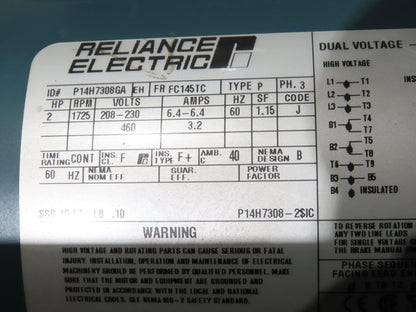 RELIANCE
ELECTRIC
ID# P14H7308GA EH FR FC145TC TYPE P PH. 3
HP RPM VOLTS AMPS HZ SF CODE
2 1725 208-230 6.4-6.4 60 1.15 J
460 3.2
TIME RATING CONT INS. CL. F INS. TYPE F+ AMB. °C 40 NEMA DESIGN B
60 HZ NEMA NOM EFF GUAR. EFF. POWER FACTOR
P14H7308-2SIC
WARNING
HIGH VOLTAGE AND ROTATING PARTS CAN CAUSE SERIOUS OR FATAL
INJURY. INSTALLATION, OPERATION AND MAINTENANCE OF ELECTRICAL
MACHINERY SHOULD BE PERFORMED BY QUALIFIED PERSONNEL. MAKE
SURE THAT THE MOTOR AND EQUIPMENT ARE GROUNDED AND
PROTECTED IN ACCORDANCE WITH THE LOCAL AND NATIONAL
ELECTRICAL CODES. SEE NEMA MG-2 SAFETY STANDARD.
DUAL VOLTAGE
HIGH VOLTAGE
L1 T1
L2 T2
L3 T3
B1 T4
T7
T5
B2 T8
T6 T9
B3
B4 INSULATED
TO REVERSE ROTATION
ANY TWO LINE LEADS
FOR SINGLE VOLTAGE
THE BRAKE MANUAL
PHASE SEQUENCE
FACING LEAD